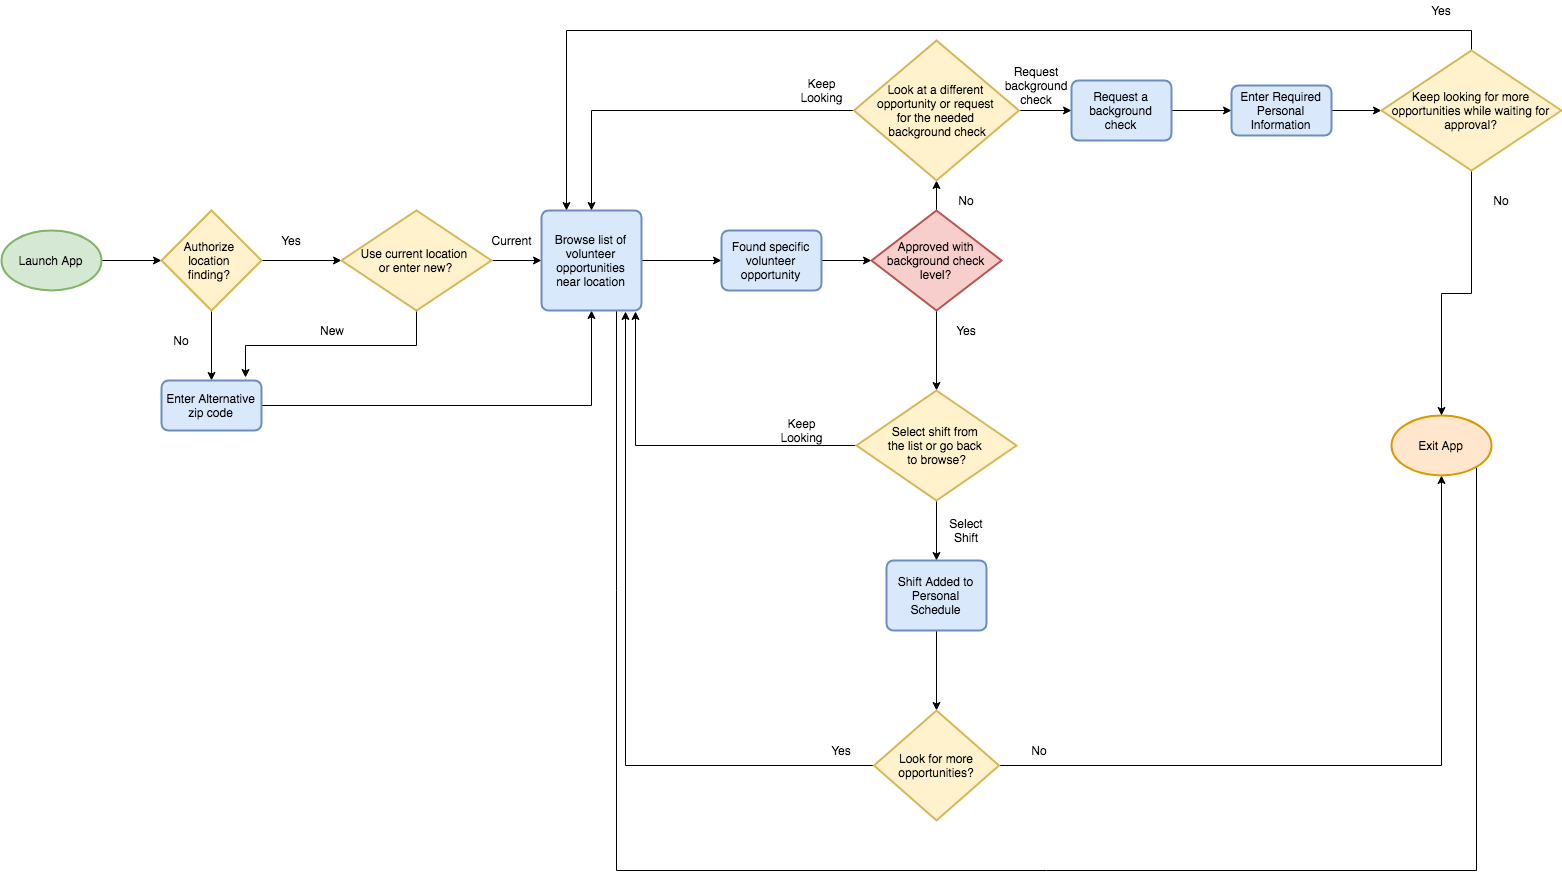 Yes
Keep
Looking
Look at a different
opportunity or request
for the needed
background check
Request
background
check
Request a
background
check
Enter Required
Personal
Information
Keep looking for more
opportunities while waiting for
approval?
No
No
Launch App
Authorize
location
finding?
Yes
Use current location
or enter new?
Current
Browse list of
volunteer
opportunities
near location
Found specific
volunteer
opportunity
Approved with
background check
level?
No
New
Yes
Enter Alternative
zip code
Keep
Looking
Select shift from
the list or go back
to browse?
Exit App
Select
Shift
Shift Added to
Personal
Schedule
Yes
Look for more
opportunities?
No